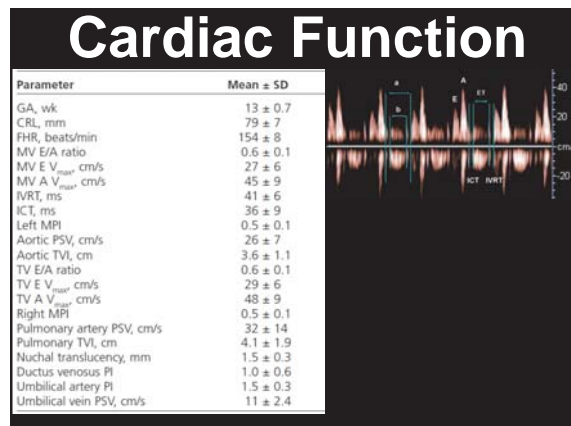 Cardiac Function
Parameter Mean ± SD
GA, wk 13 ± 0.7
CRL, mm 79 ± 7
FHR, beats/min 154 ± 8
MV E/A ratio 0.6 ± 0.1
MV E Vmax, cm/s 27 ± 6
MV A Vmax, cm/s 45 ± 9
IVRT, ms 41 ± 6
ICT, ms 36 ± 9
Left MPI 0.5 ± 0.1
Aortic PSV, cm/s 26 ± 7
Aortic TVI, cm 3.6 ± 1.1
TV E/A ratio 0.6 ± 0.1
TV E Vmax, cm/s 29 ± 6
TV A Vmax, cm/s 48 ± 9
Right MPI 0.5 ± 0.1
Pulmonary artery PSV, cm/s 32 ± 14
Pulmonary TVI, cm 4.1 ± 1.9
Nuchal translucency, mm 1.5 ± 0.3
Ductus venosus PI 1.0 ± 0.6
Umbilical artery PI 1.5 ± 0.3
Umbilical vein PSV, cm/s 11 ± 2.4
a A ET 40
b E 20
cm/
ICT IVRT -20